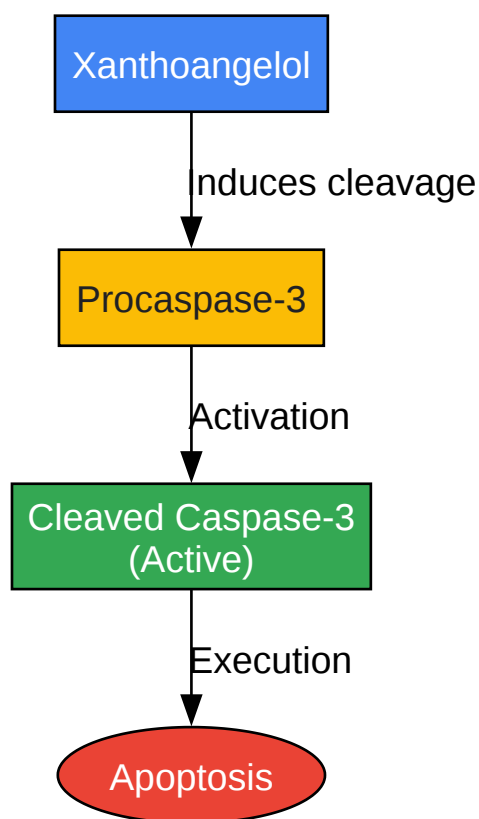 Xanthoangelol
Induces cleavage
Procaspase-3
Activation
Cleaved Caspase-3
(Active)
Execution
Apoptosis